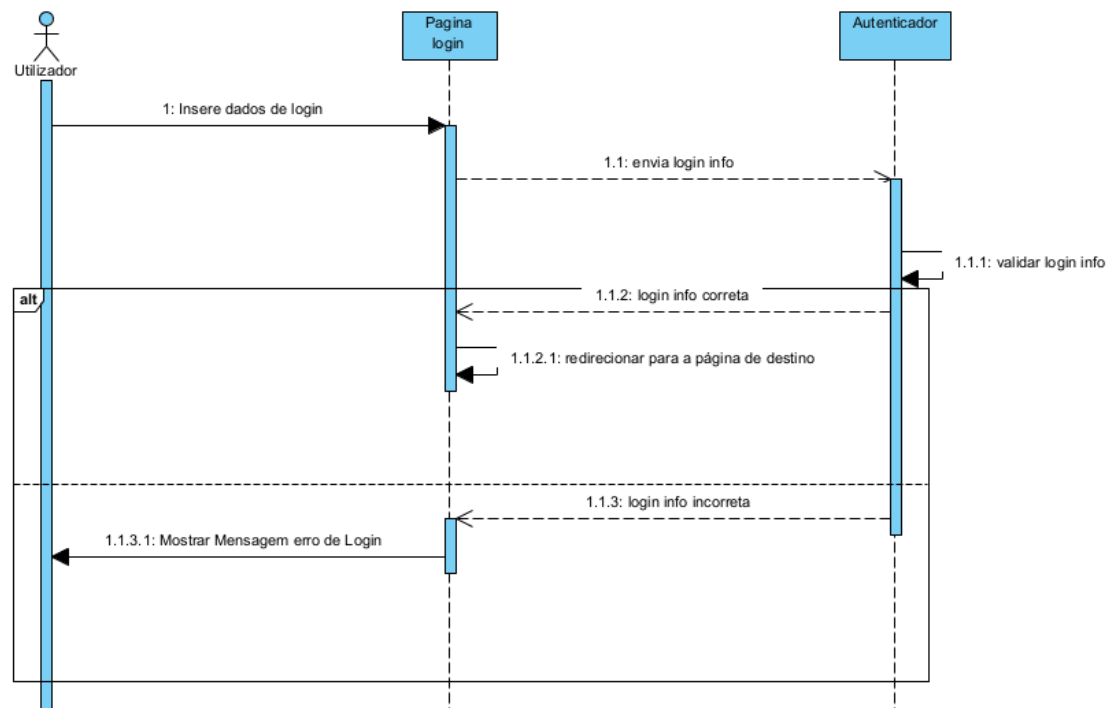 Utilizador
Pagina
login
Autenticador
1: Insere dados de login
1.1: envia login info
1.1.1: validar login info
alt
1.1.2: login info correta
1.1.2.1: redirecionar para a página de destino
1.1.3: login info incorreta
1.1.3.1: Mostrar Mensagem erro de Login